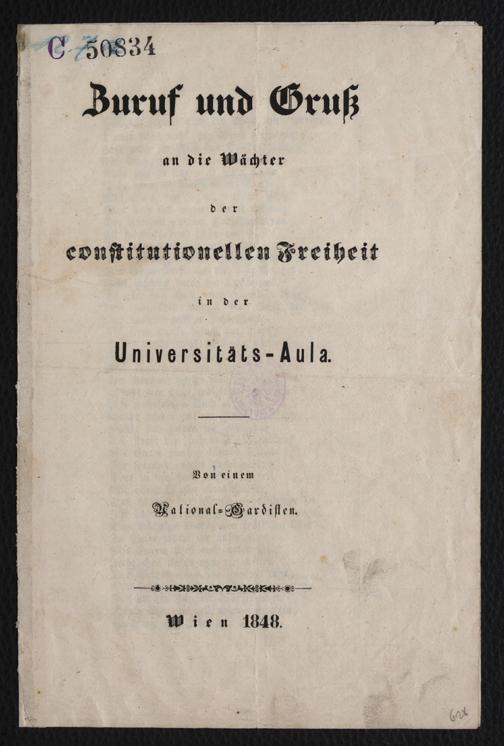 C 50834
Zuruf und Gruß
an die Wächter
der
constitutionellen Freiheit
in der
Universitäts-Aula.
Von einem
National-Gardisten.
Wien 1848.